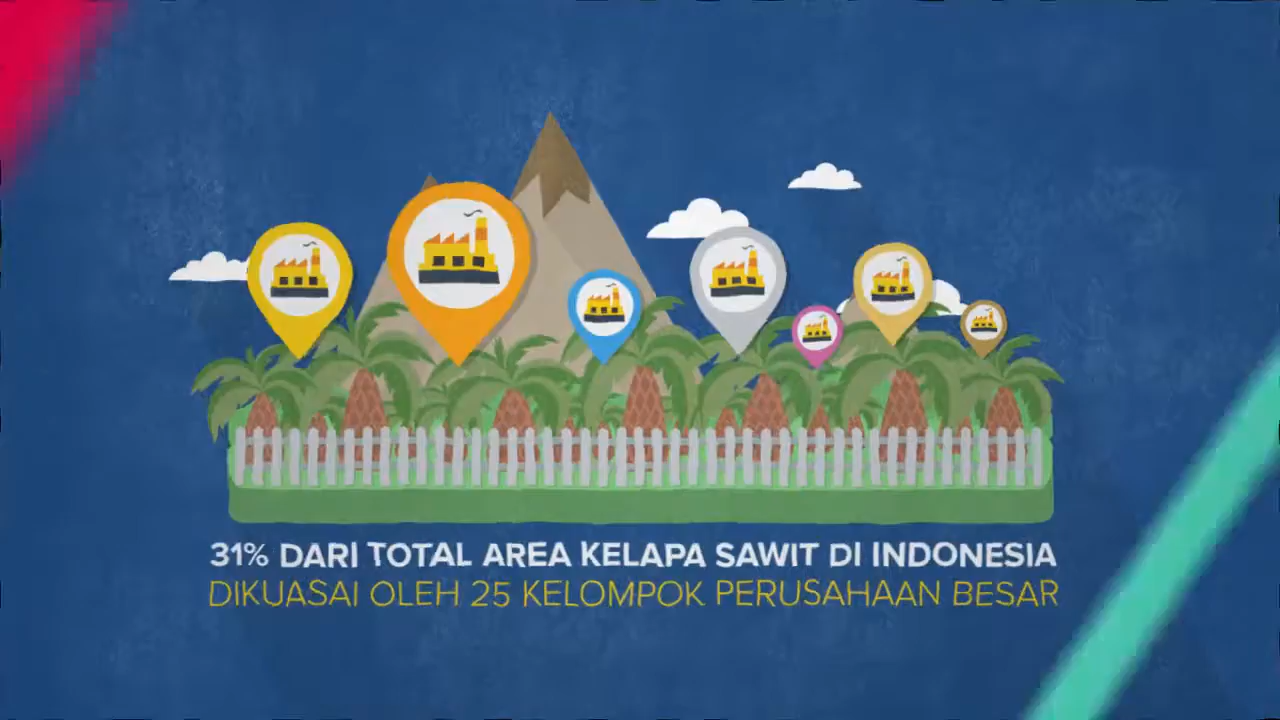 31% DARI TOTAL AREA KELAPA SAWIT DI INDONESIA
DIKUASAI OLEH 25 KELOMPOK PERUSAHAAN BESAR